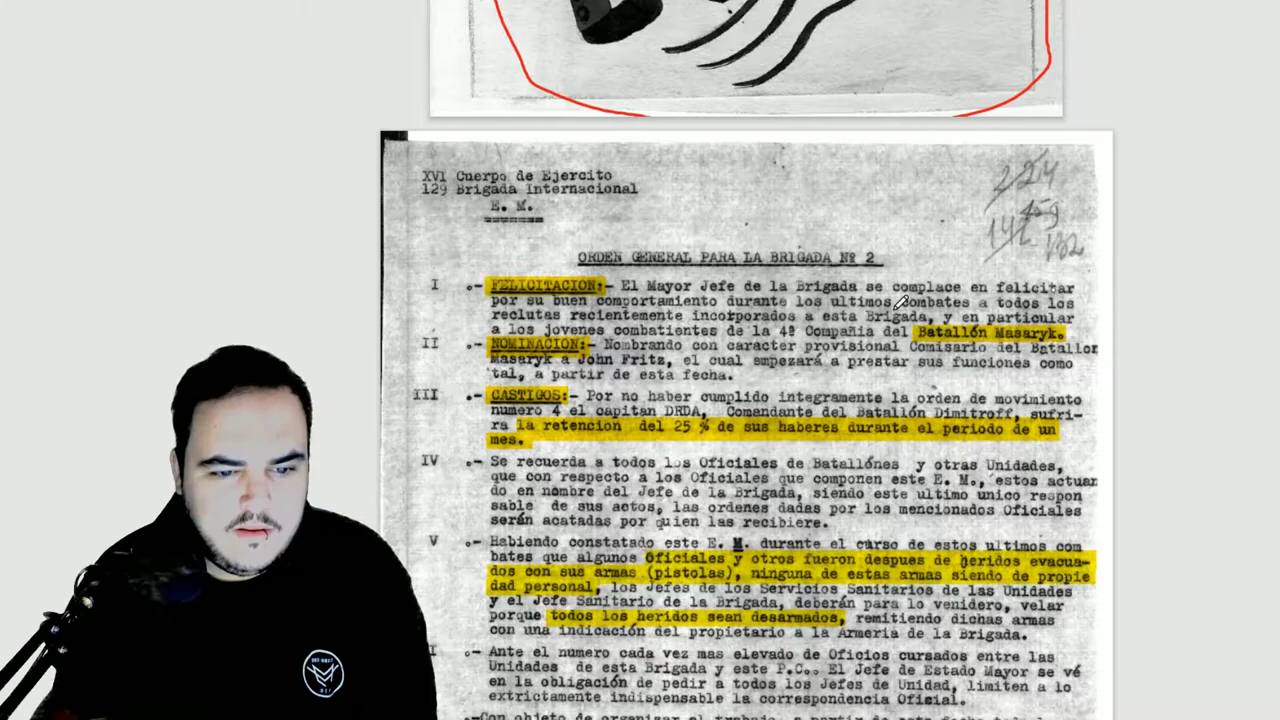 XVI Cuerpo de Ejercito
129 Brigada Internacional
E. M.
ORDEN GENERAL PARA LA BRIGADA Nº 2
I .- FELICITACION:- El Mayor Jefe de la Brigada se complace en felicitar
por su buen comportamiento durante los ultimos combates a todos los
reclutas recientemente incorporados a esta Brigada, y en particular
a los jovenes combatientes de la 4ª Compañia del Batallón Masaryk.
II .- NOMINACION:- Nombrando con caracter provisional Comisario del Batallon
Masaryk a John Fritz, el cual empezará a prestar sus funciones como
tal, a partir de esta fecha.
III .- CASTIGOS:- Por no haber cumplido integramente la orden de movimiento
numero 4 el capitan DRDA, Comandante del Batallón Dimitroff, sufri-
ra la retencion del 25 % de sus haberes durante el periodo de un
mes.
IV .- Se recuerda a todos los Oficiales de Batallónes y otras Unidades,
que con respecto a los Oficiales que componen este E. M., estos actuan
do en nombre del Jefe de la Brigada, siendo este ultimo unico respon
sable de sus actos, las ordenes dadas por los mencionados Oficiales
serán acatadas por quien las recibiere.
V .- Habiendo constatado este E. M. durante el curso de estos ultimos com
bates que algunos Oficiales y otros fueron despues de heridos evacua-
dos con sus armas (pistolas), ninguna de estas armas siendo de propie
dad personal, los Jefes de los Servicios Sanitarios de las Unidades
y el Jefe Sanitario de la Brigada, deberán para lo venidero, velar
porque todos los heridos sean desarmados, remitiendo dichas armas
con una indicación del propietario a la Armeria de la Brigada.
I .- Ante el numero cada vez mas elevado de Oficios cursados entre las
Unidades de esta Brigada y este P.C.. El Jefe de Estado Mayor se vé
en la obligación de pedir a todos los Jefes de Unidad, limiten a lo
extrictamente indispensable la correspondencia Oficial.
.-Con objeto de organizar el trabajo, a partir de esta fecha